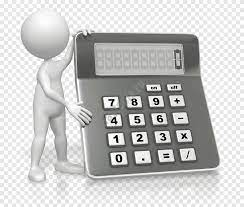 on off
7 8 9 +
4 5 6 -
1 2 3 x
0 . / =